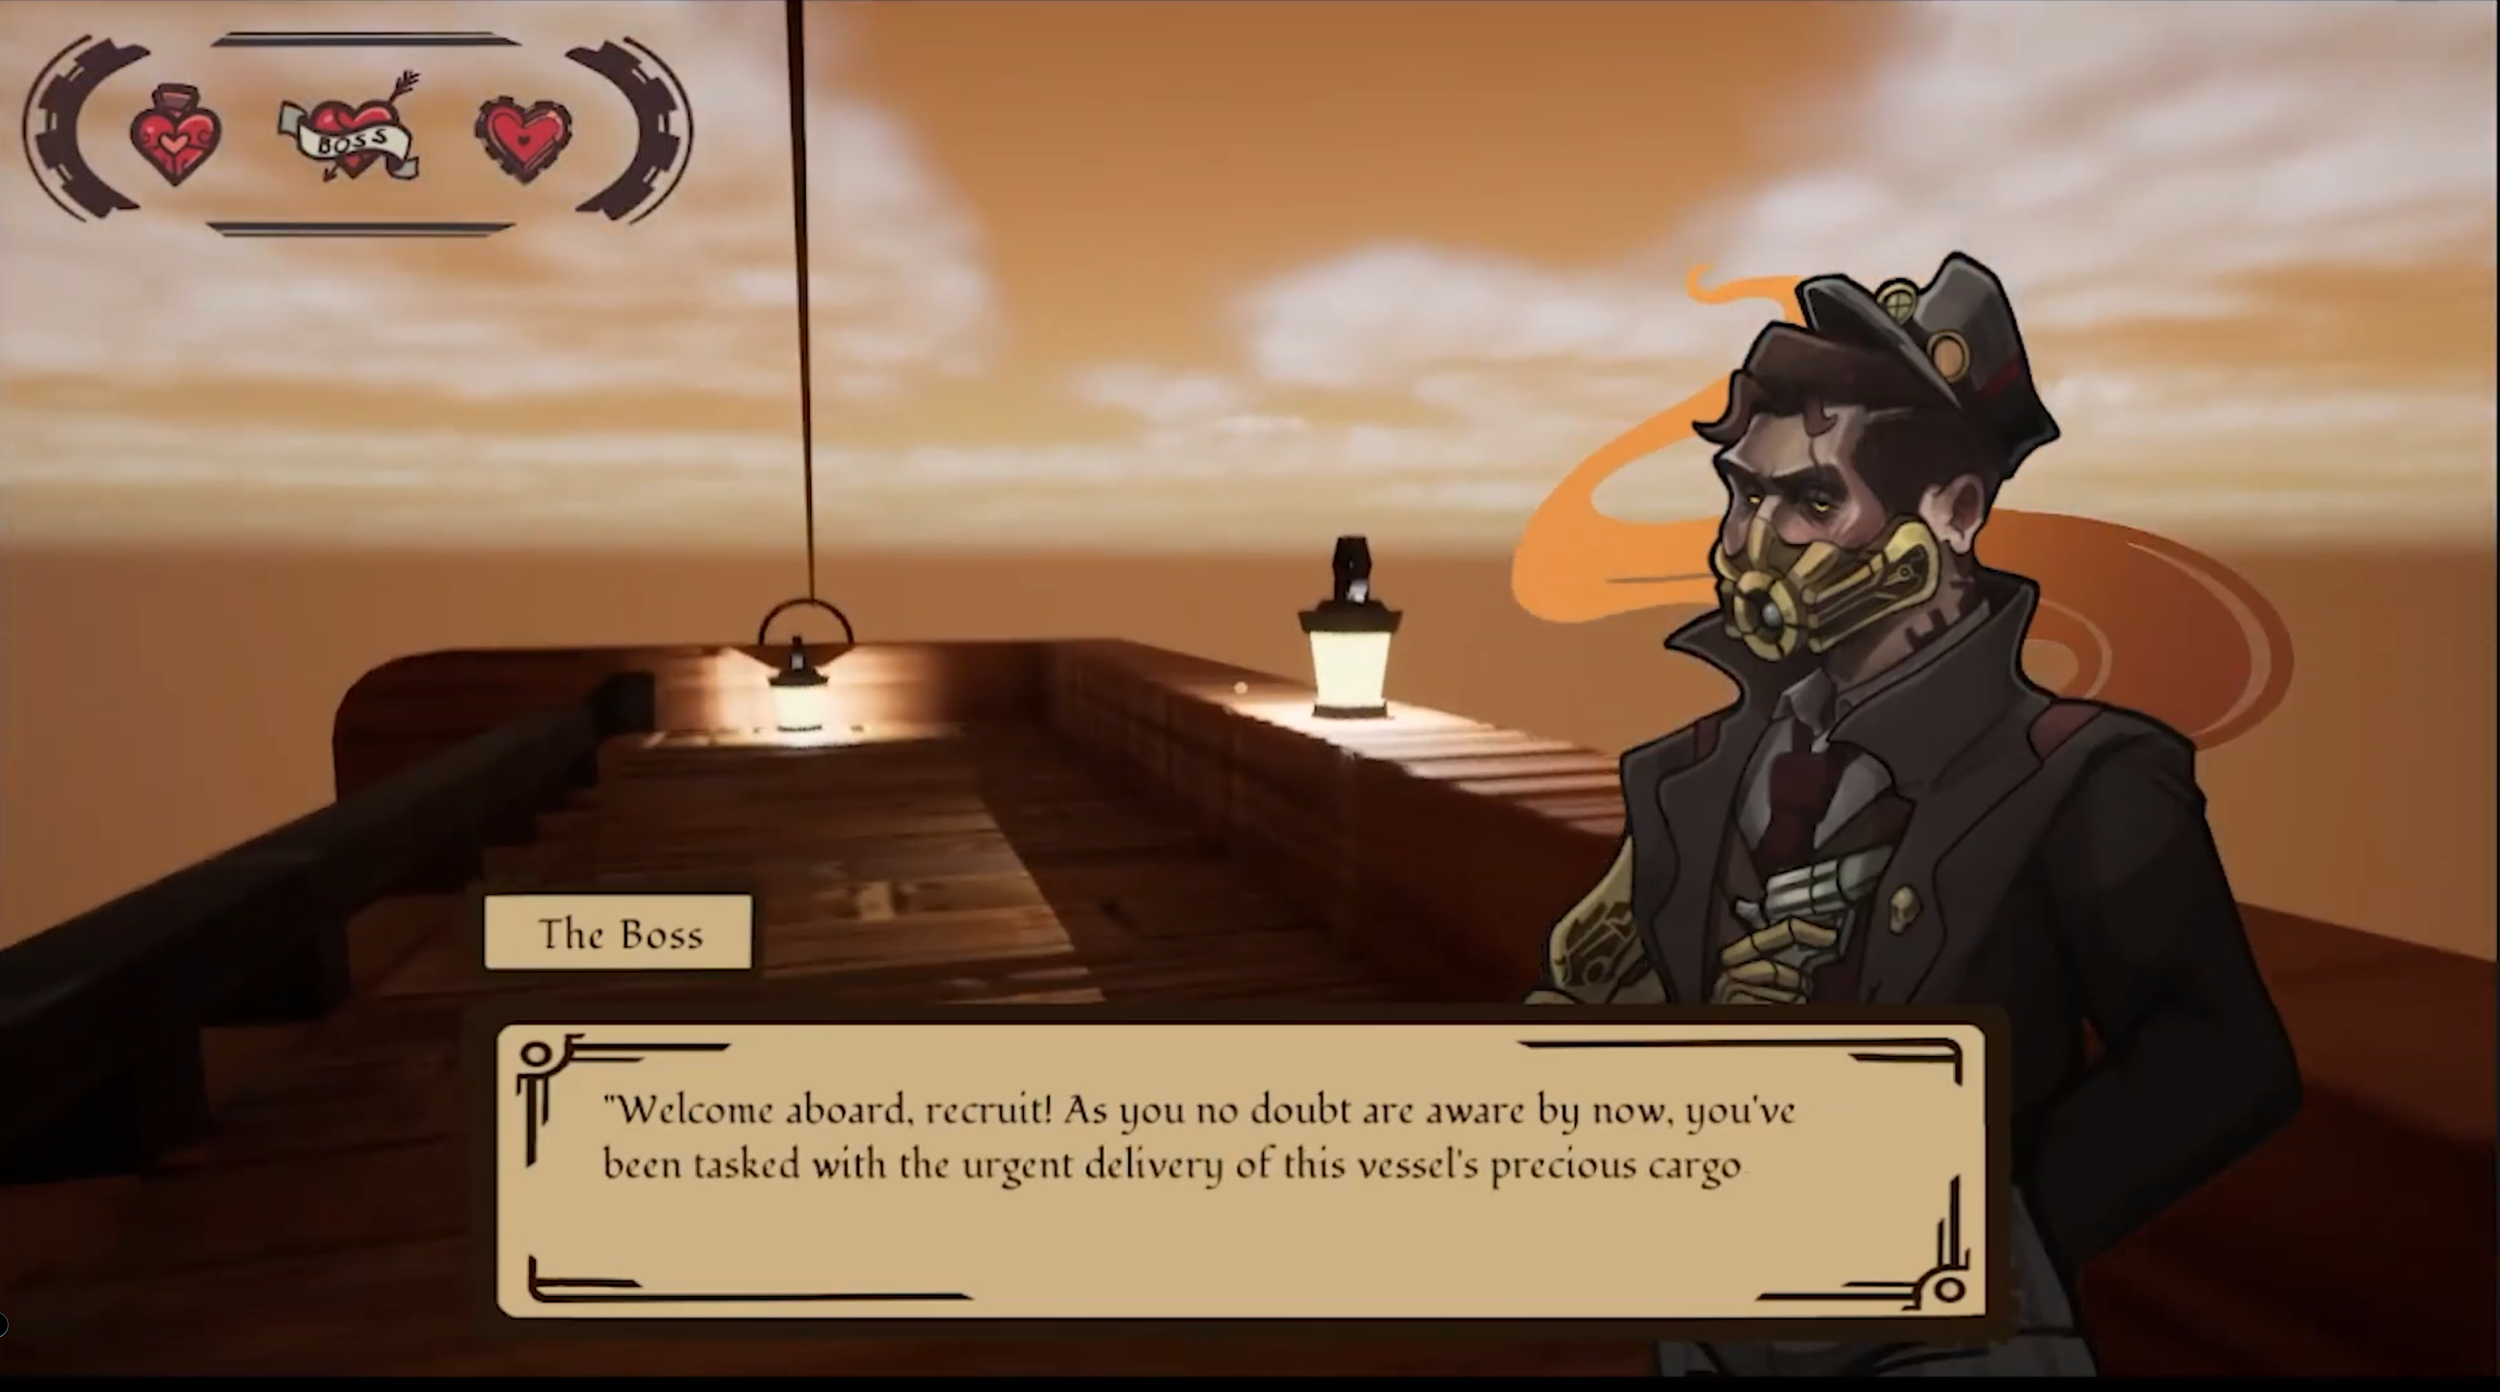 BOSS
The Boss
"Welcome aboard, recruit! As you no doubt are aware by now, you've
been tasked with the urgent delivery of this vessel's precious cargo